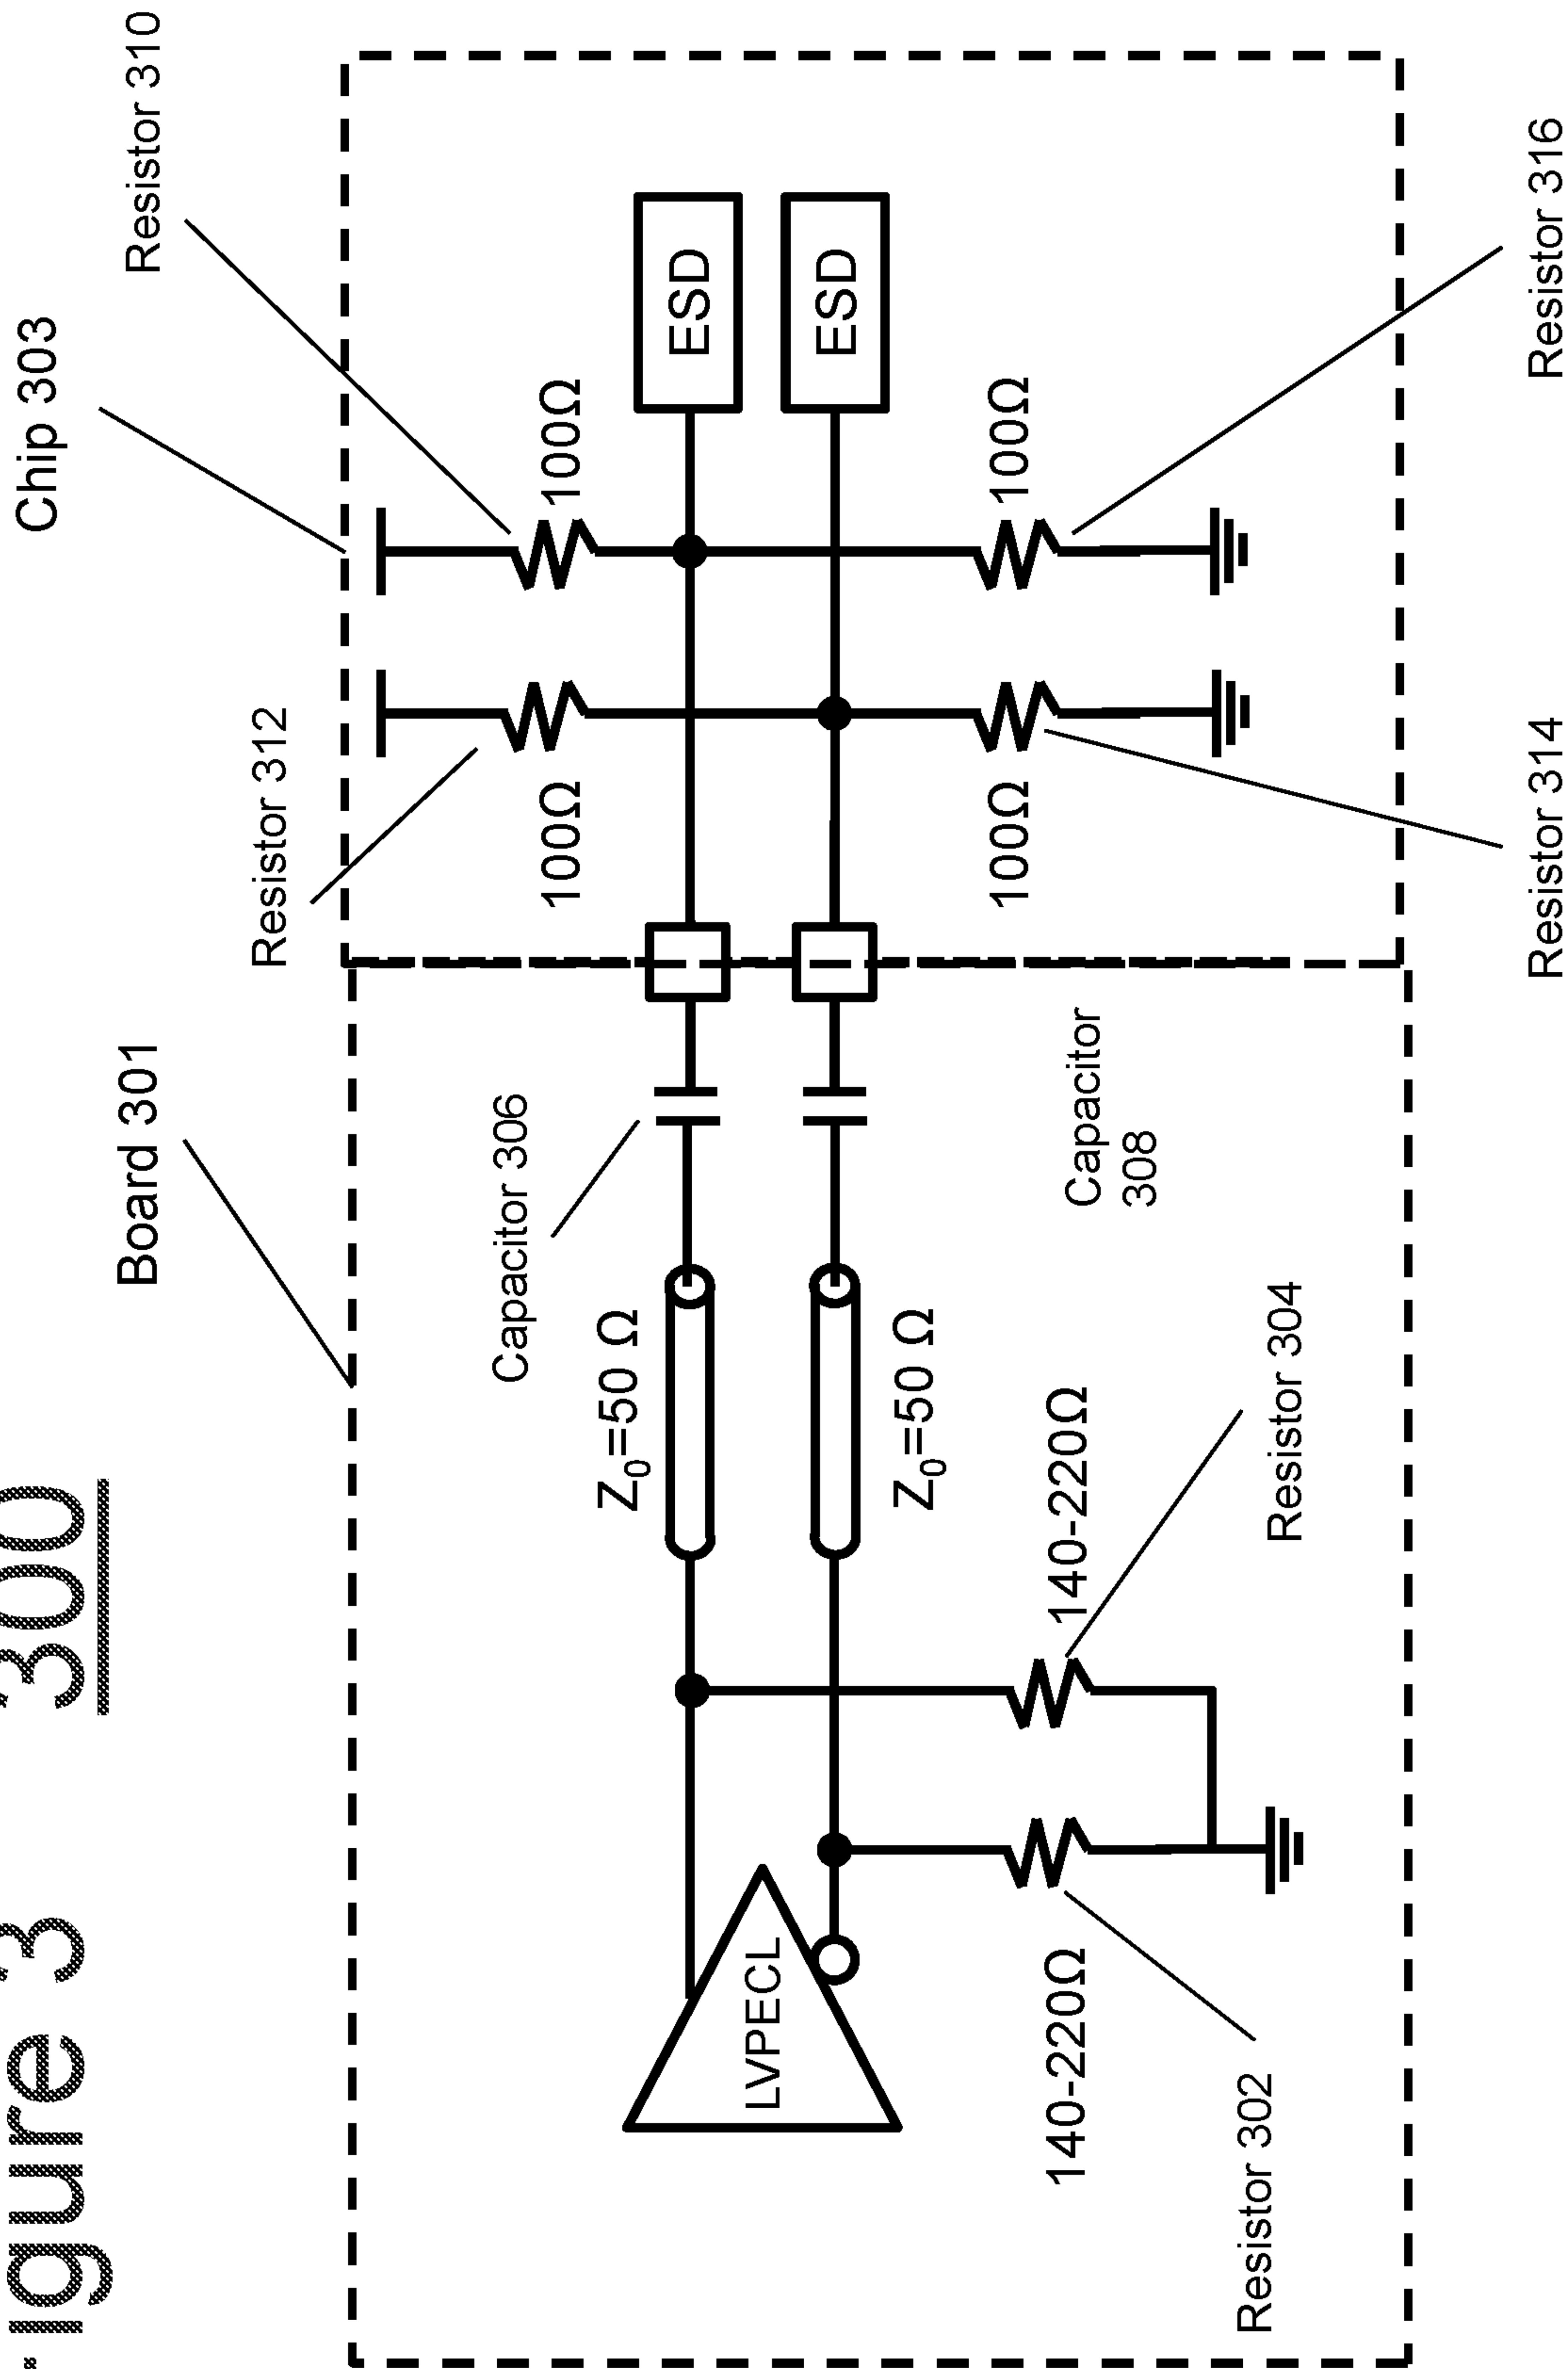 Figure 3 300
Chip 303
Board 301
Resistor 310
Resistor 312
Capacitor 306
100Ω
100Ω
Z₀=50 Ω
ESD
LVPECL
ESD
Z₀=50 Ω
100Ω
100Ω
140-220Ω
140-220Ω
Capacitor
308
Resistor 304
Resistor 302
Resistor 314
Resistor 316